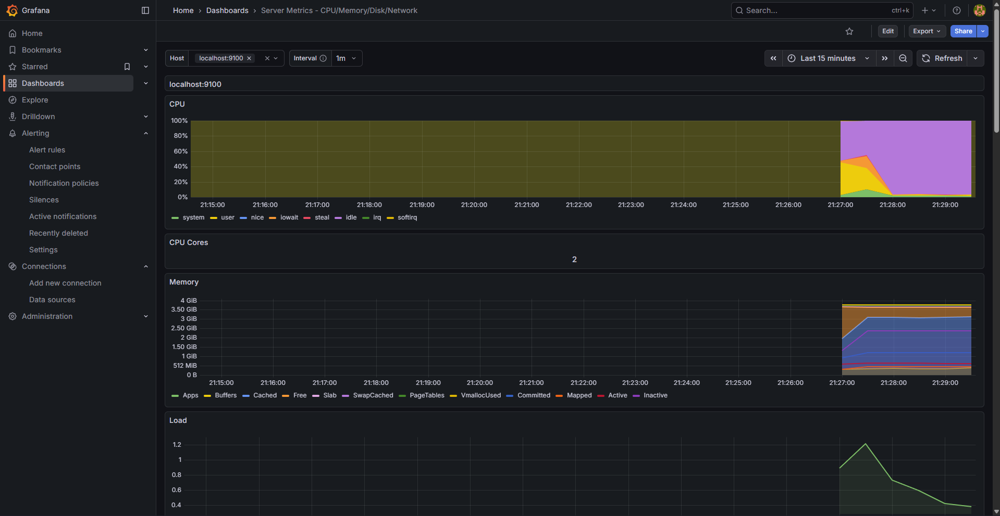 Grafana
Home › Dashboards › Server Metrics - CPU/Memory/Disk/Network
Search...
ctrl+k
Edit
Export
Share
Home
Bookmarks
Starred
Dashboards
Explore
Drilldown
Alerting
Alert rules
Contact points
Notification policies
Silences
Active notifications
Recently deleted
Settings
Connections
Add new connection
Data sources
Administration
Host localhost:9100 Interval 1m
Last 15 minutes
Refresh
localhost:9100
CPU
100%
80%
60%
40%
20%
0%
21:15:00 21:16:00 21:17:00 21:18:00 21:19:00 21:20:00 21:21:00 21:22:00 21:23:00 21:24:00 21:25:00 21:26:00 21:27:00 21:28:00 21:29:00
system user nice iowait steal idle irq softirq
CPU Cores
2
Memory
4 GiB
3.50 GiB
3 GiB
2.50 GiB
2 GiB
1.50 GiB
1 GiB
512 MiB
0 B
21:15:00 21:16:00 21:17:00 21:18:00 21:19:00 21:20:00 21:21:00 21:22:00 21:23:00 21:24:00 21:25:00 21:26:00 21:27:00 21:28:00 21:29:00
Apps Buffers Cached Free Slab SwapCached PageTables VmallocUsed Committed Mapped Active Inactive
Load
1.2
1
0.8
0.6
0.4